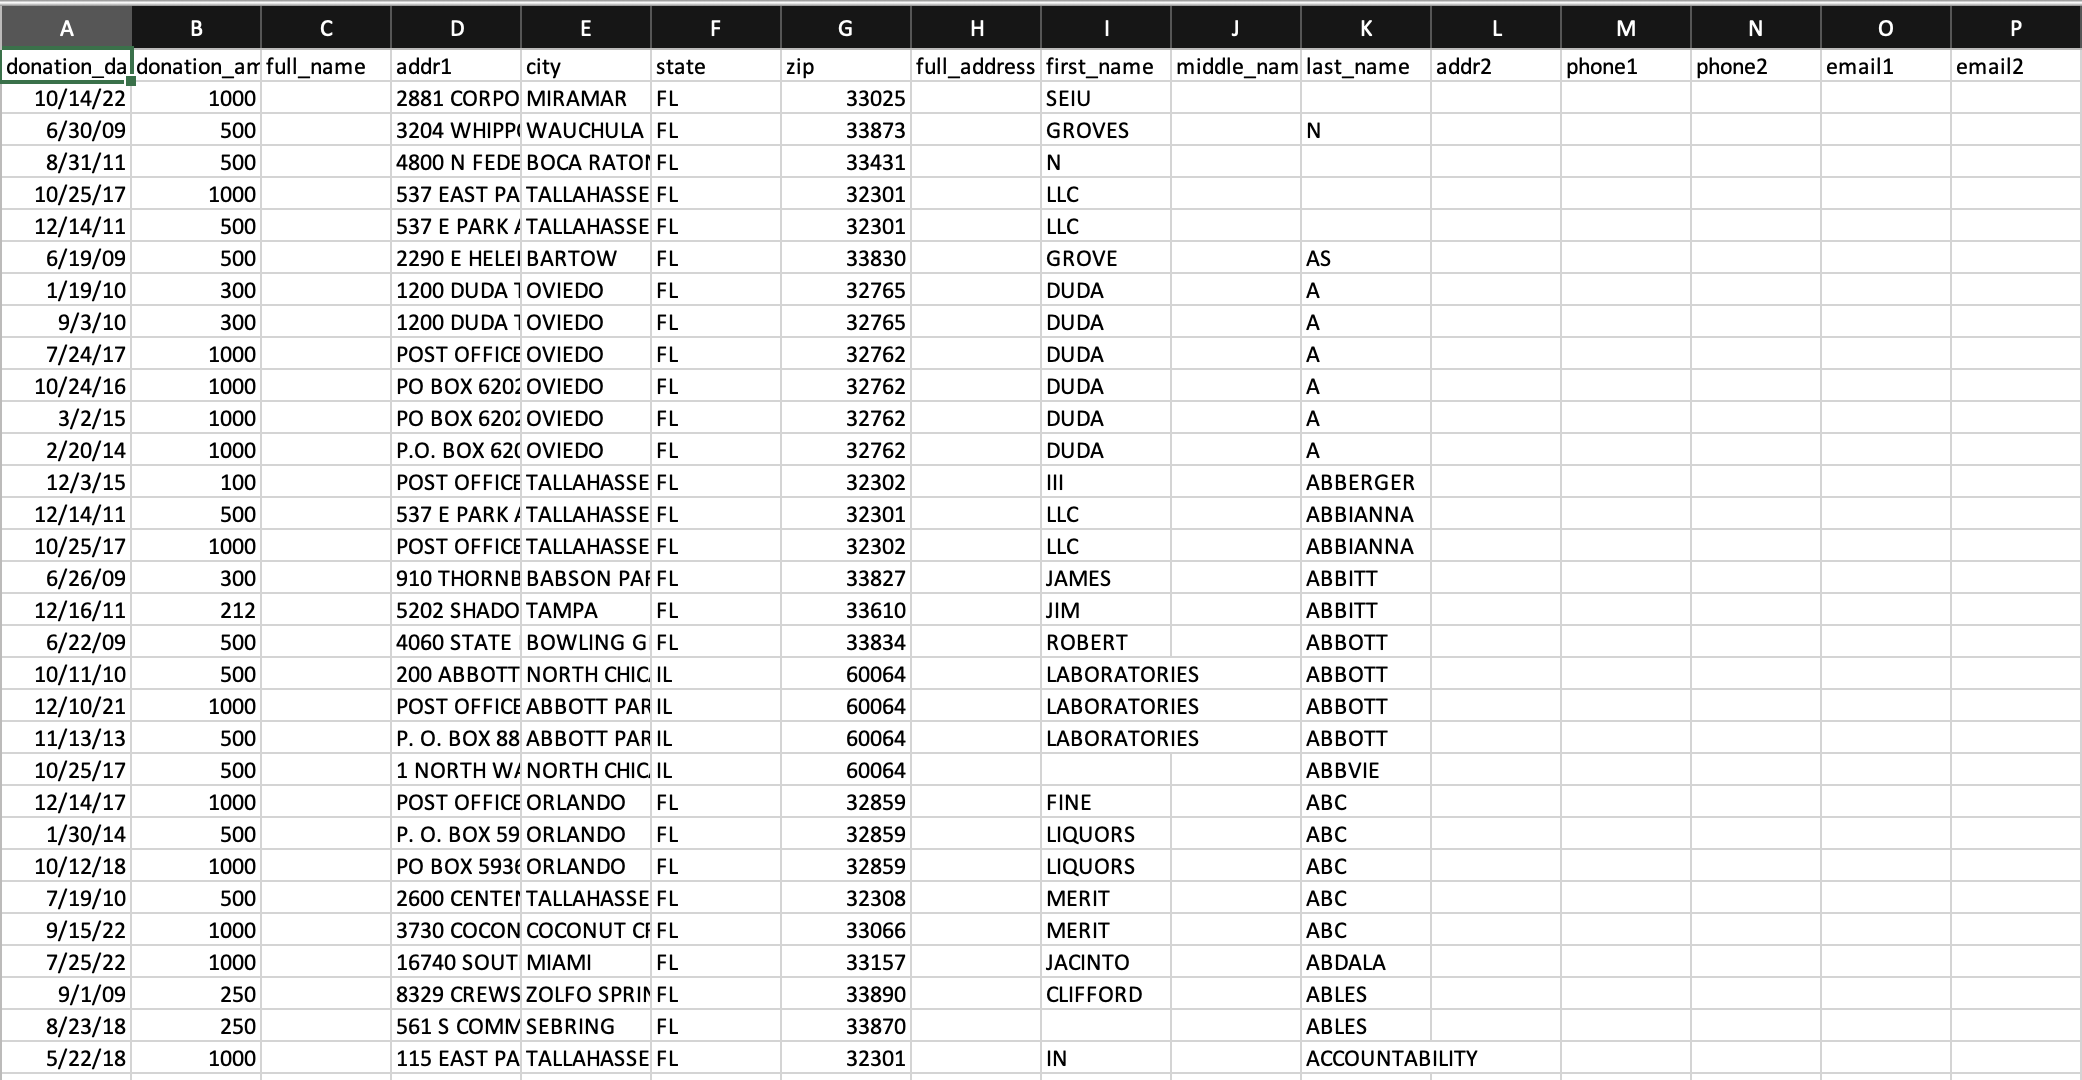 A B C D E F G H I J K L M N O P
donation_da donation_am full_name addr1 city state zip full_address first_name middle_nam last_name addr2 phone1 phone2 email1 email2
10/14/22 1000 2881 CORPO MIRAMAR FL 33025 SEIU
6/30/09 500 3204 WHIPP WAUCHULA FL 33873 GROVES N
8/31/11 500 4800 N FEDE BOCA RATON FL 33431 N
10/25/17 1000 537 EAST PA TALLAHASSE FL 32301 LLC
12/14/11 500 537 E PARK A TALLAHASSE FL 32301 LLC
6/19/09 500 2290 E HELE BARTOW FL 33830 GROVE AS
1/19/10 300 1200 DUDA T OVIEDO FL 32765 DUDA A
9/3/10 300 1200 DUDA T OVIEDO FL 32765 DUDA A
7/24/17 1000 POST OFFICE OVIEDO FL 32762 DUDA A
10/24/16 1000 PO BOX 6202 OVIEDO FL 32762 DUDA A
3/2/15 1000 PO BOX 6202 OVIEDO FL 32762 DUDA A
2/20/14 1000 P.O. BOX 620 OVIEDO FL 32762 DUDA A
12/3/15 100 POST OFFICE TALLAHASSE FL 32302 III ABBERGER
12/14/11 500 537 E PARK A TALLAHASSE FL 32301 LLC ABBIANNA
10/25/17 1000 POST OFFICE TALLAHASSE FL 32302 LLC ABBIANNA
6/26/09 300 910 THORNB BABSON PAR FL 33827 JAMES ABBITT
12/16/11 212 5202 SHADO TAMPA FL 33610 JIM ABBITT
6/22/09 500 4060 STATE BOWLING G FL 33834 ROBERT ABBOTT
10/11/10 500 200 ABBOTT NORTH CHIC IL 60064 LABORATORIES ABBOTT
12/10/21 1000 POST OFFICE ABBOTT PAR IL 60064 LABORATORIES ABBOTT
11/13/13 500 P. O. BOX 88 ABBOTT PAR IL 60064 LABORATORIES ABBOTT
10/25/17 500 1 NORTH WA NORTH CHIC IL 60064 ABBVIE
12/14/17 1000 POST OFFICE ORLANDO FL 32859 FINE ABC
1/30/14 500 P. O. BOX 59 ORLANDO FL 32859 LIQUORS ABC
10/12/18 1000 PO BOX 5936 ORLANDO FL 32859 LIQUORS ABC
7/19/10 500 2600 CENTEN TALLAHASSE FL 32308 MERIT ABC
9/15/22 1000 3730 COCON COCONUT CR FL 33066 MERIT ABC
7/25/22 1000 16740 SOUT MIAMI FL 33157 JACINTO ABDALA
9/1/09 250 8329 CREWS ZOLFO SPRIN FL 33890 CLIFFORD ABLES
8/23/18 250 561 S COMM SEBRING FL 33870 ABLES
5/22/18 1000 115 EAST PA TALLAHASSE FL 32301 IN ACCOUNTABILITY